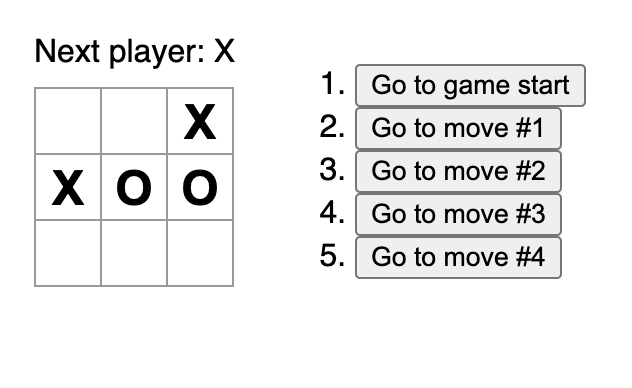 Next player: X
X
X O O
1. Go to game start
2. Go to move #1
3. Go to move #2
4. Go to move #3
5. Go to move #4